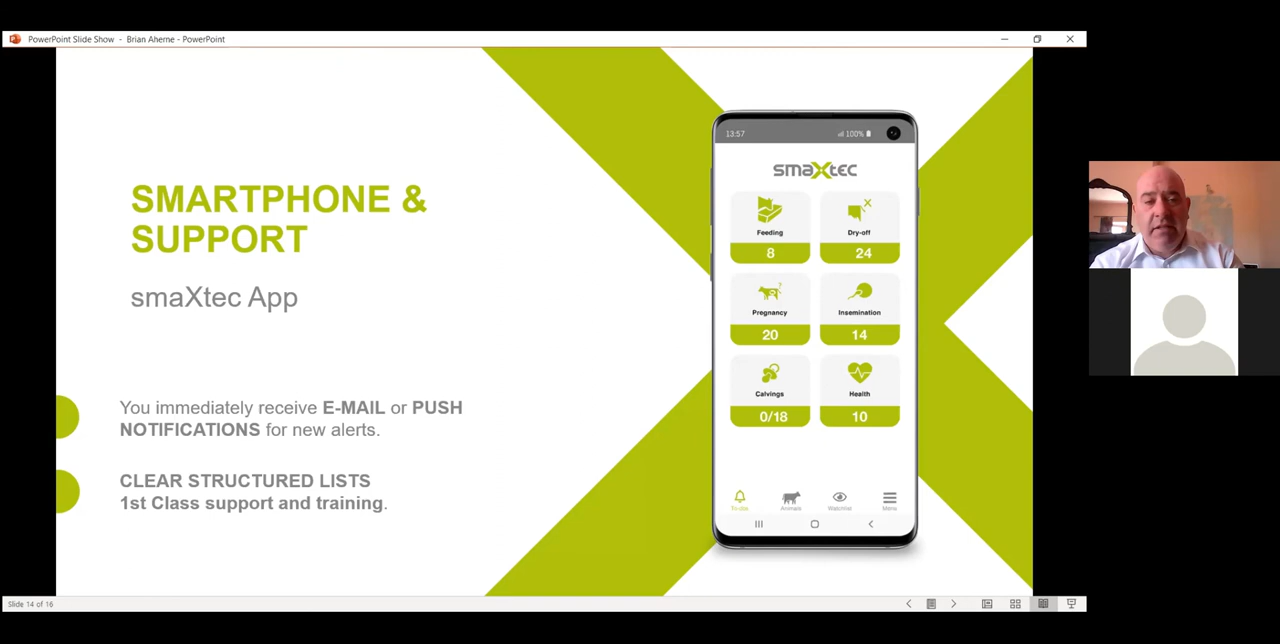 PowerPoint Slide Show - Brian Aherne - PowerPoint
SMARTPHONE &
SUPPORT
smaXtec App
You immediately receive E-MAIL or PUSH
NOTIFICATIONS for new alerts.
CLEAR STRUCTURED LISTS
1st Class support and training.
13:57
100%
smaXtec
Feeding
8
Dry-off
24
Pregnancy
20
Insemination
14
Calvings
0/18
Health
10
Animals
Watchlist
Menu
Slide 14 of 16